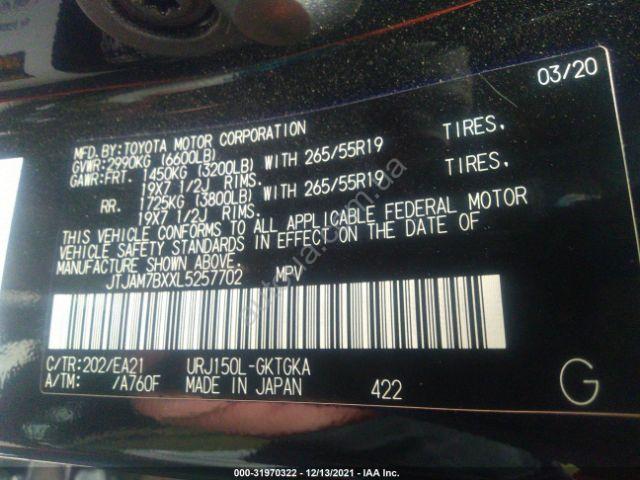 03/20
MFD.BY:TOYOTA MOTOR CORPORATION
GVWR:2990KG (6600LB)
GAWR:FRT. 1450KG (3200LB) WITH 265/55R19 TIRES,
19X7 1/2J RIMS.
RR. 1725KG (3800LB) WITH 265/55R19 TIRES,
19X7 1/2J RIMS.
THIS VEHICLE CONFORMS TO ALL APPLICABLE FEDERAL MOTOR
VEHICLE SAFETY STANDARDS IN EFFECT ON THE DATE OF
MANUFACTURE SHOWN ABOVE.
JTJAM7BXXL5257702 MPV
C/TR:202/EA21 URJ150L-GKTGKA
A/TM: /A760F MADE IN JAPAN 422 G
000-31970322 - 12/13/2021 - IAA Inc.